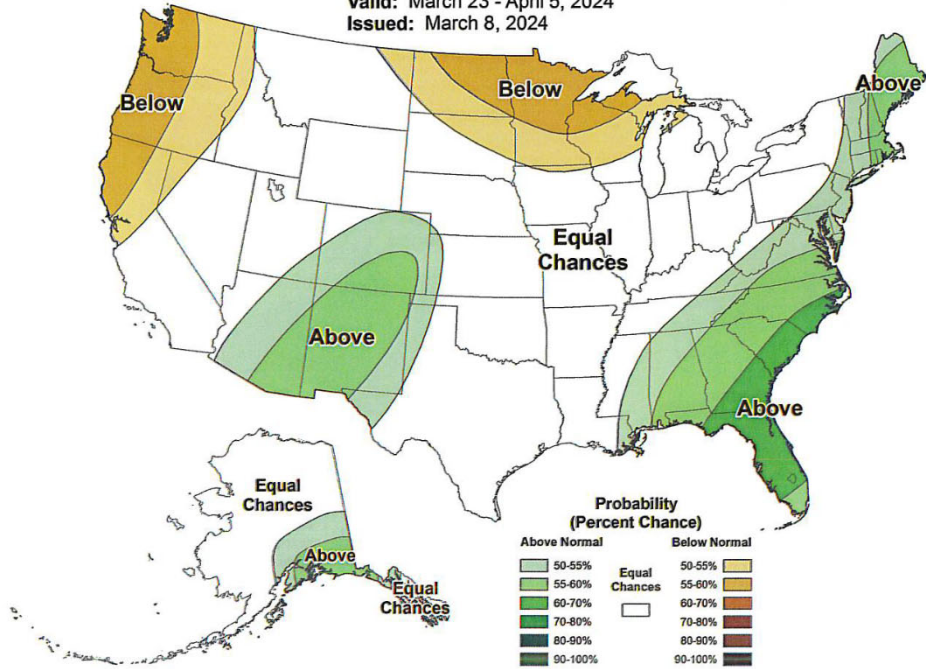 Valid: March 23 - April 5, 2024
Issued: March 8, 2024
Below
Below
Above
Equal
Chances
Above
Above
Equal
Chances
Above
Equal
Chances
Probability
(Percent Chance)
Above Normal
Below Normal
50-55%
55-60%
60-70%
70-80%
80-90%
90-100%
Equal
Chances
50-55%
55-60%
60-70%
70-80%
80-90%
90-100%